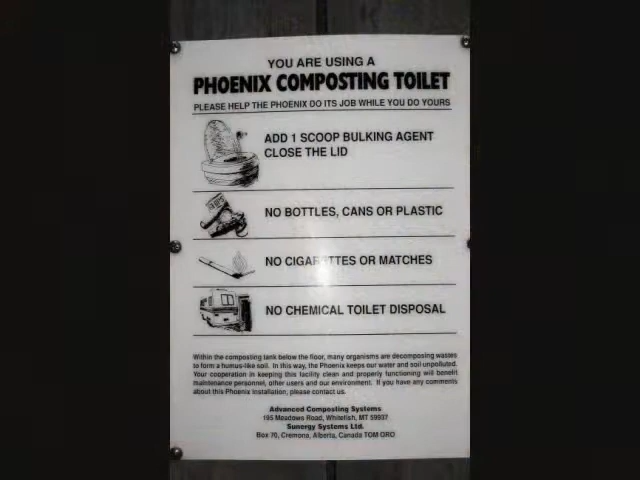 YOU ARE USING A
PHOENIX COMPOSTING TOILET
PLEASE HELP THE PHOENIX DO ITS JOB WHILE YOU DO YOURS
ADD 1 SCOOP BULKING AGENT
CLOSE THE LID
NO BOTTLES, CANS OR PLASTIC
NO CIGARETTES OR MATCHES
NO CHEMICAL TOILET DISPOSAL
Within the composting tank below the floor, many organisms are decomposing wastes
to form a humus-like soil. In this way, the Phoenix keeps our water and soil unpolluted.
Your cooperation in keeping this facility clean and properly functioning will benefit
maintenance personnel, other users and our environment. If you have any comments
about this Phoenix installation, please contact us.
Advanced Composting Systems
195 Meadows Road, Whitefish, MT 59937
Sunergy Systems Ltd.
Box 70, Cremona, Alberta, Canada TOM ORO